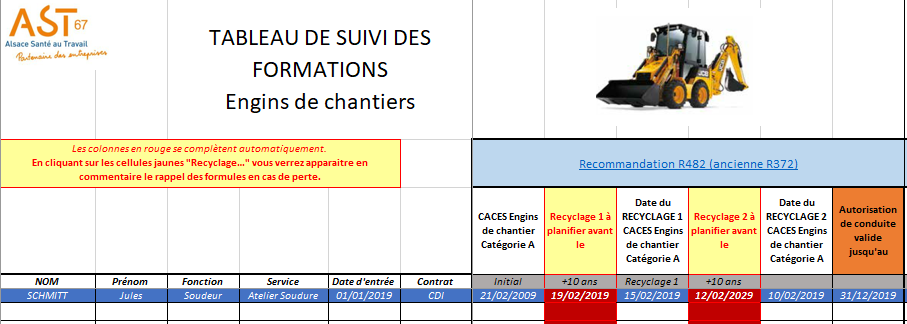 AST 67
Alsace Santé au Travail
Partenaire des entreprises
TABLEAU DE SUIVI DES
FORMATIONS
Engins de chantiers
JCB
Les colonnes en rouge se complètent automatiquement.
En cliquant sur les cellules jaunes "Recyclage..." vous verrez apparaitre en
commentaire le rappel des formules en cas de perte.
Recommandation R482 (ancienne R372)
CACES Engins
de chantier
Catégorie A
Recyclage 1 à
planifier avant
le
Date du
RECYCLAGE 1
CACES Engins
de chantier
Catégorie A
Recyclage 2 à
planifier avant
le
Date du
RECYCLAGE 2
CACES Engins
de chantier
Catégorie A
Autorisation
de conduite
valide
jusqu'au
NOM Prénom Fonction Service Date d'entrée Contrat Initial +10 ans Recyclage 1 +10 ans
SCHMITT Jules Soudeur Atelier Soudure 01/01/2019 CDI 21/02/2009 19/02/2019 15/02/2019 12/02/2029 10/02/2019 31/12/2019